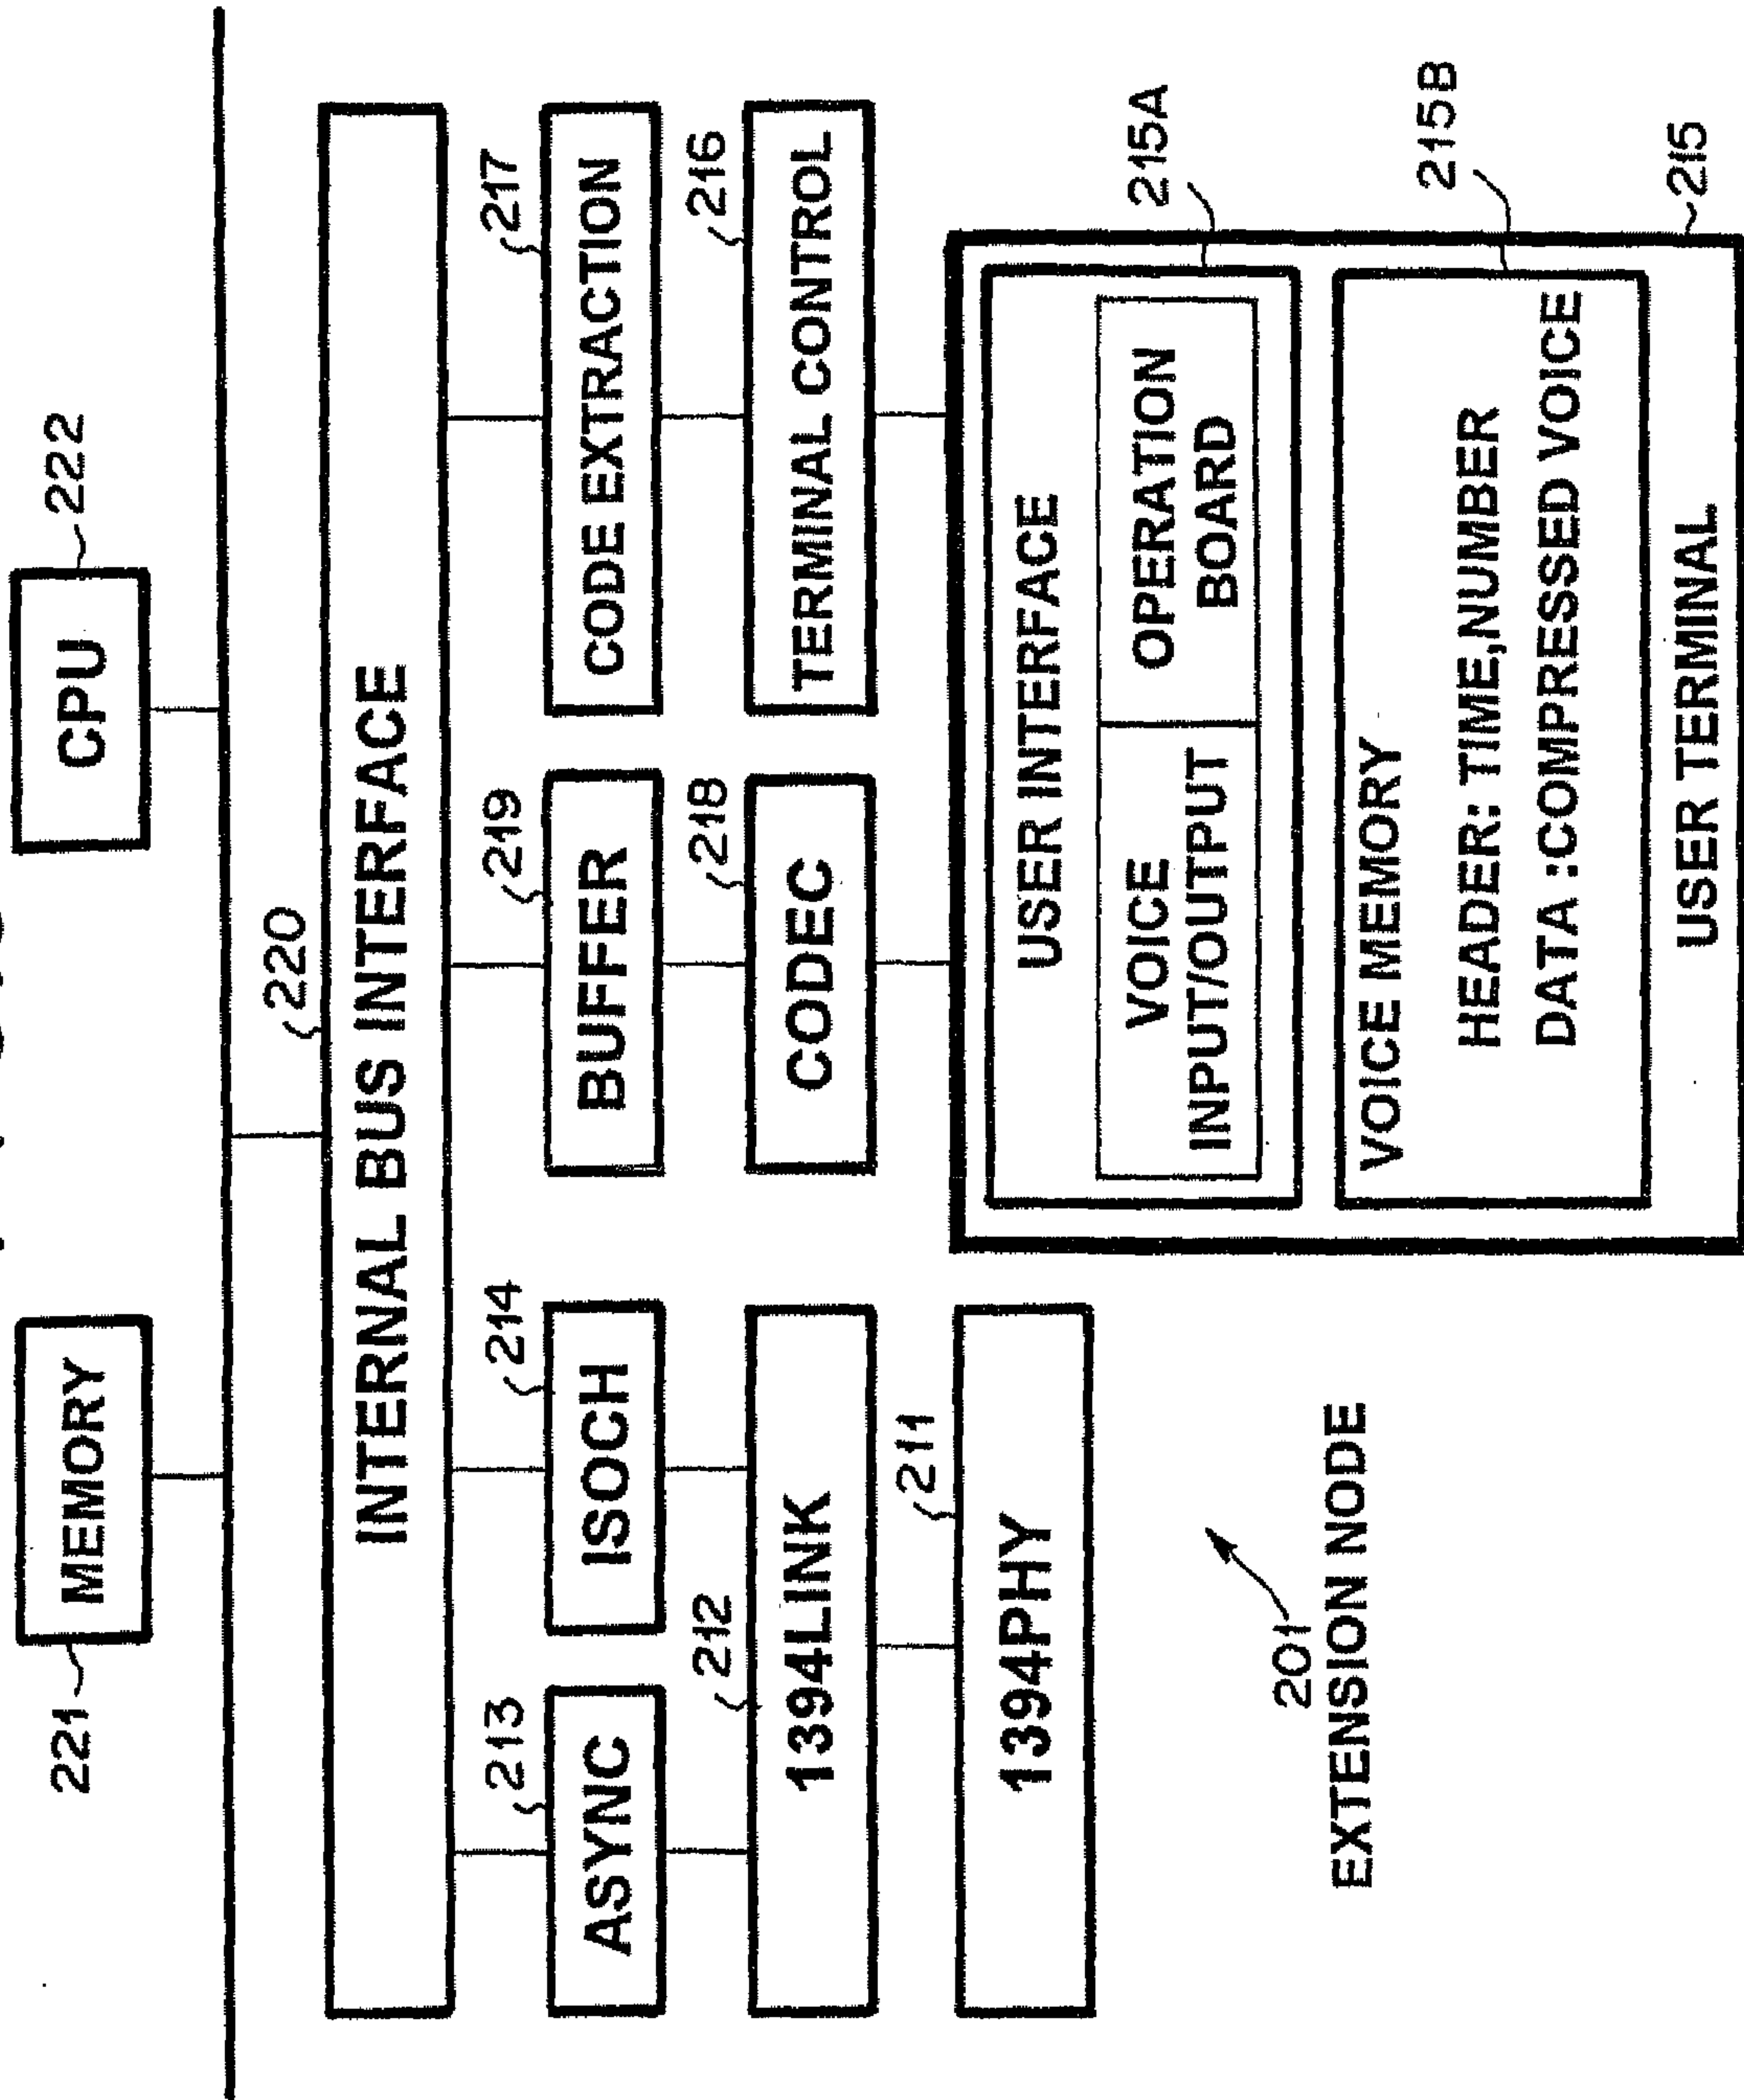 221
MEMORY
CPU
222
220
INTERNAL BUS INTERFACE
213
214
219
217
ASYNC
ISOCH
BUFFER
CODE EXTRACTION
212
218
216
1394LINK
CODEC
TERMINAL CONTROL
211
1394PHY
USER INTERFACE
VOICE
INPUT/OUTPUT
OPERATION
BOARD
215A
VOICE MEMORY
HEADER: TIME,NUMBER
DATA :COMPRESSED VOICE
215B
USER TERMINAL
215
201
EXTENSION NODE